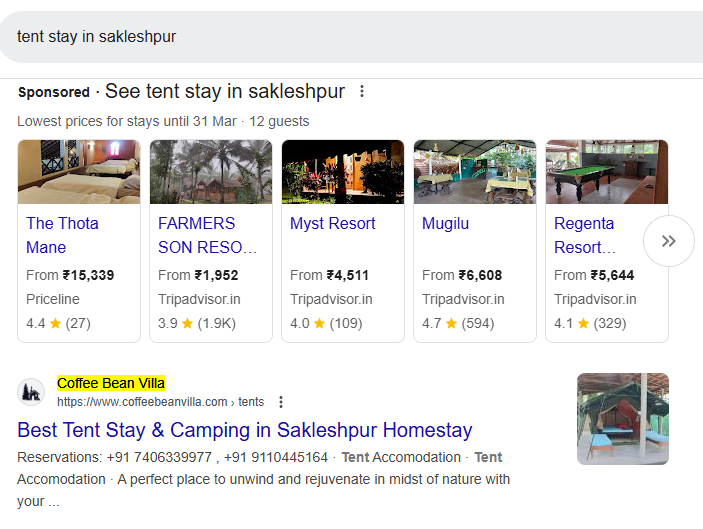 tent stay in sakleshpur
Sponsored · See tent stay in sakleshpur
Lowest prices for stays until 31 Mar · 12 guests
The Thota
Mane
From ₹15,339
Priceline
4.4 ★ (27)
FARMERS
SON RESO...
From ₹1,952
Tripadvisor.in
3.9 ★ (1.9K)
Myst Resort
From ₹4,511
Tripadvisor.in
4.0 ★ (109)
Mugilu
From ₹6,608
Tripadvisor.in
4.7 ★ (594)
Regenta
Resort...
From ₹5,644
Tripadvisor.in
4.1 ★ (329)
Coffee Bean Villa
https://www.coffeebeanvilla.com › tents
Best Tent Stay & Camping in Sakleshpur Homestay
Reservations: +91 7406339977 , +91 9110445164 · Tent Accomodation · Tent
Accomodation · A perfect place to unwind and rejuvenate in midst of nature with
your ...